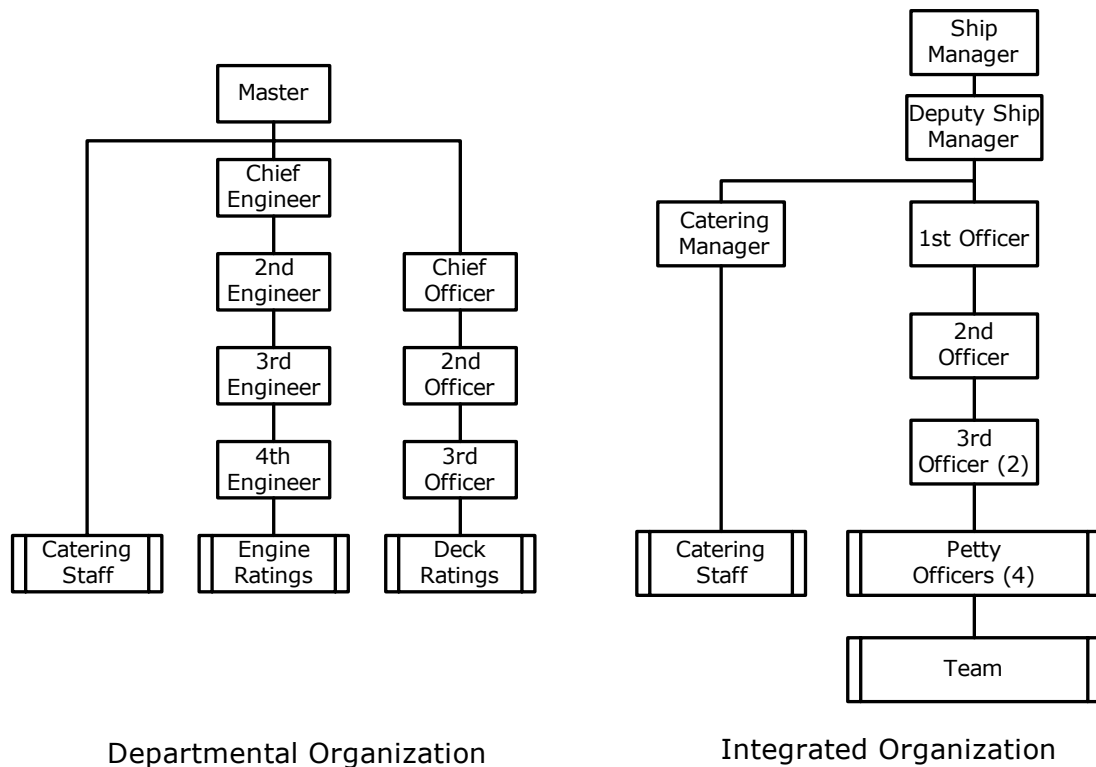 Master
Chief
Engineer
2nd
Engineer
3rd
Engineer
4th
Engineer
Chief
Officer
2nd
Officer
3rd
Officer
Catering
Staff
Engine
Ratings
Deck
Ratings
Departmental Organization
Ship
Manager
Deputy Ship
Manager
Catering
Manager
1st Officer
2nd
Officer
3rd
Officer (2)
Catering
Staff
Petty
Officers (4)
Team
Integrated Organization